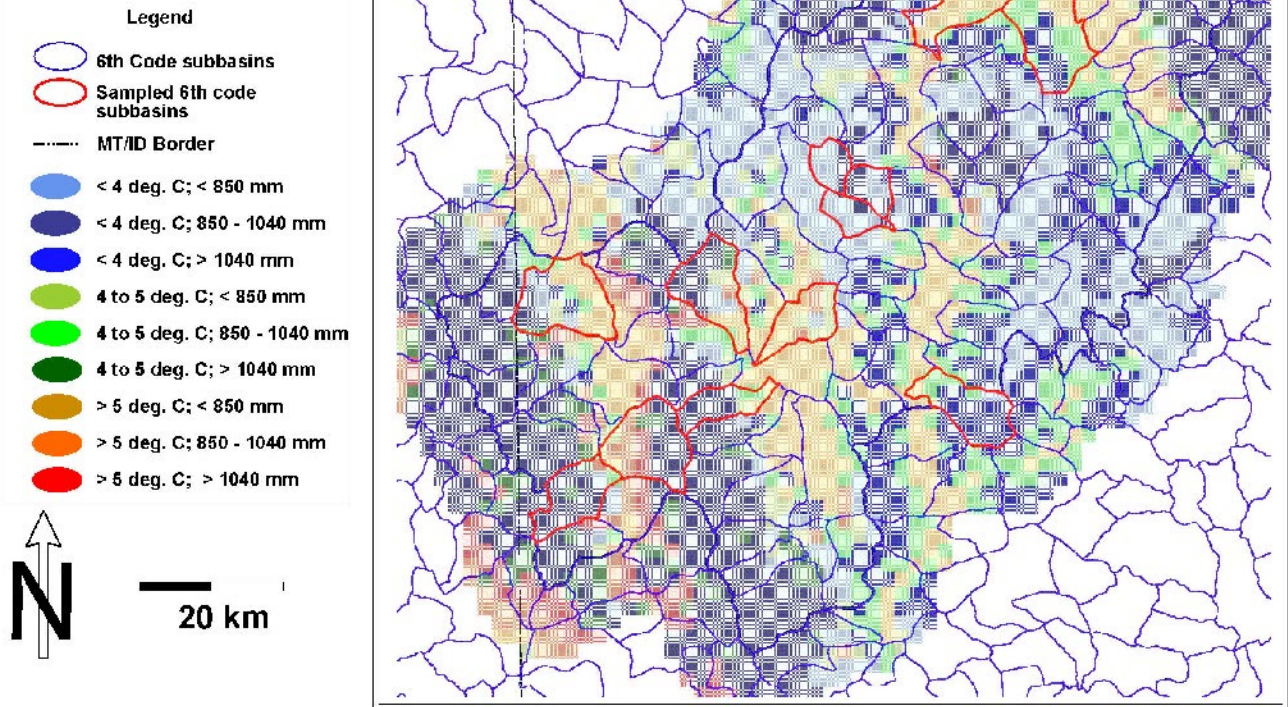 Legend
6th Code subbasins
Sampled 6th code
subbasins
MT/ID Border
< 4 deg. C; < 850 mm
< 4 deg. C; 850 - 1040 mm
< 4 deg. C; > 1040 mm
4 to 5 deg. C; < 850 mm
4 to 5 deg. C; 850 - 1040 mm
4 to 5 deg. C; > 1040 mm
> 5 deg. C; < 850 mm
> 5 deg. C; 850 - 1040 mm
> 5 deg. C; > 1040 mm
N
20 km